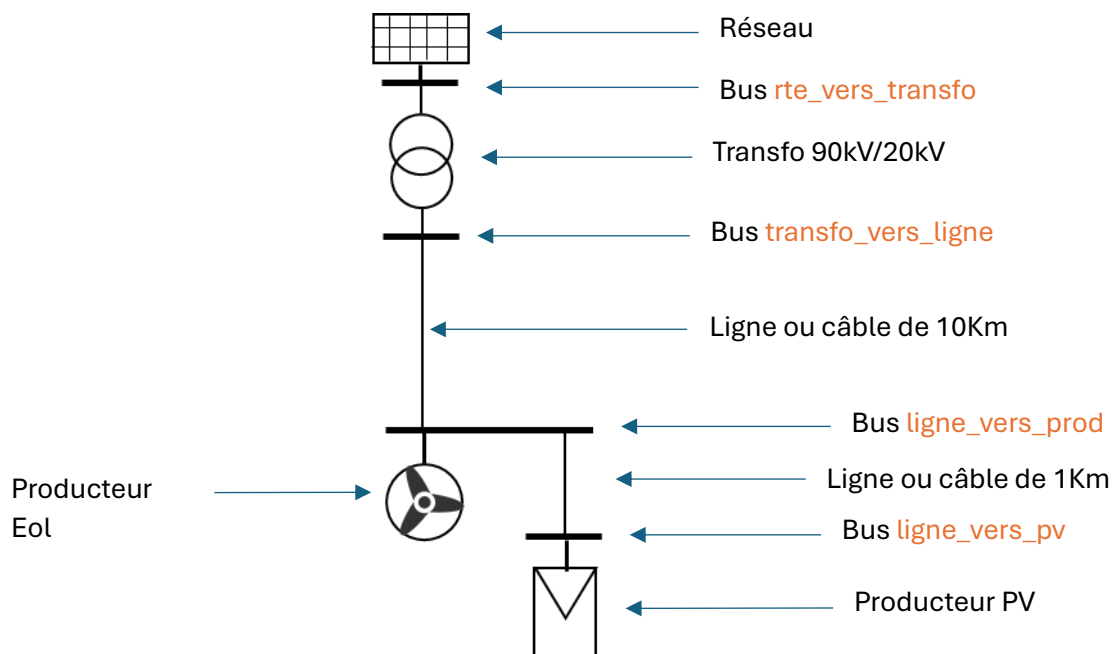 Réseau
Bus rte_vers_transfo
Transfo 90kV/20kV
Bus transfo_vers_ligne
Ligne ou câble de 10Km
Bus ligne_vers_prod
Ligne ou câble de 1Km
Producteur
Eol
Bus ligne_vers_pv
Producteur PV